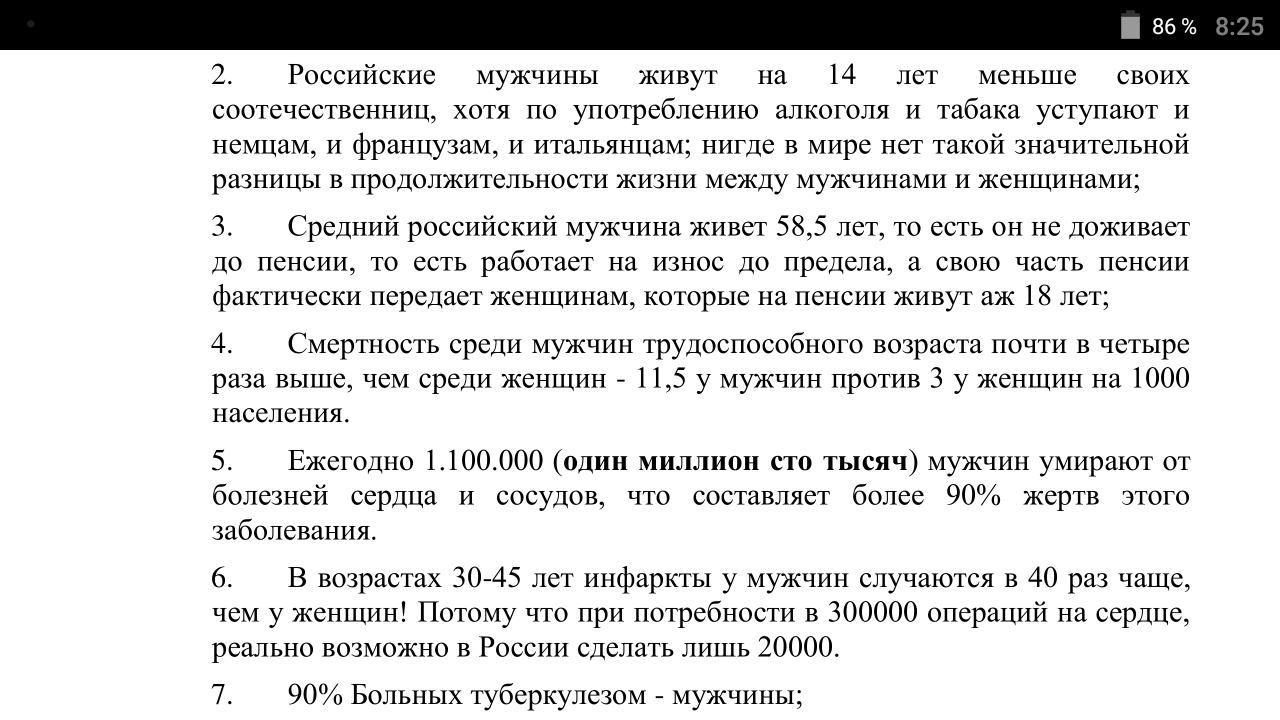 86 % 8:25
2. Российские мужчины живут на 14 лет меньше своих
соотечественниц, хотя по употреблению алкоголя и табака уступают и
немцам, и французам, и итальянцам; нигде в мире нет такой значительной
разницы в продолжительности жизни между мужчинами и женщинами;
3. Средний российский мужчина живет 58,5 лет, то есть он не доживает
до пенсии, то есть работает на износ до предела, а свою часть пенсии
фактически передает женщинам, которые на пенсии живут аж 18 лет;
4. Смертность среди мужчин трудоспособного возраста почти в четыре
раза выше, чем среди женщин - 11,5 у мужчин против 3 у женщин на 1000
населения.
5. Ежегодно 1.100.000 (один миллион сто тысяч) мужчин умирают от
болезней сердца и сосудов, что составляет более 90% жертв этого
заболевания.
6. В возрастах 30-45 лет инфаркты у мужчин случаются в 40 раз чаще,
чем у женщин! Потому что при потребности в 300000 операций на сердце,
реально возможно в России сделать лишь 20000.
7. 90% Больных туберкулезом - мужчины;